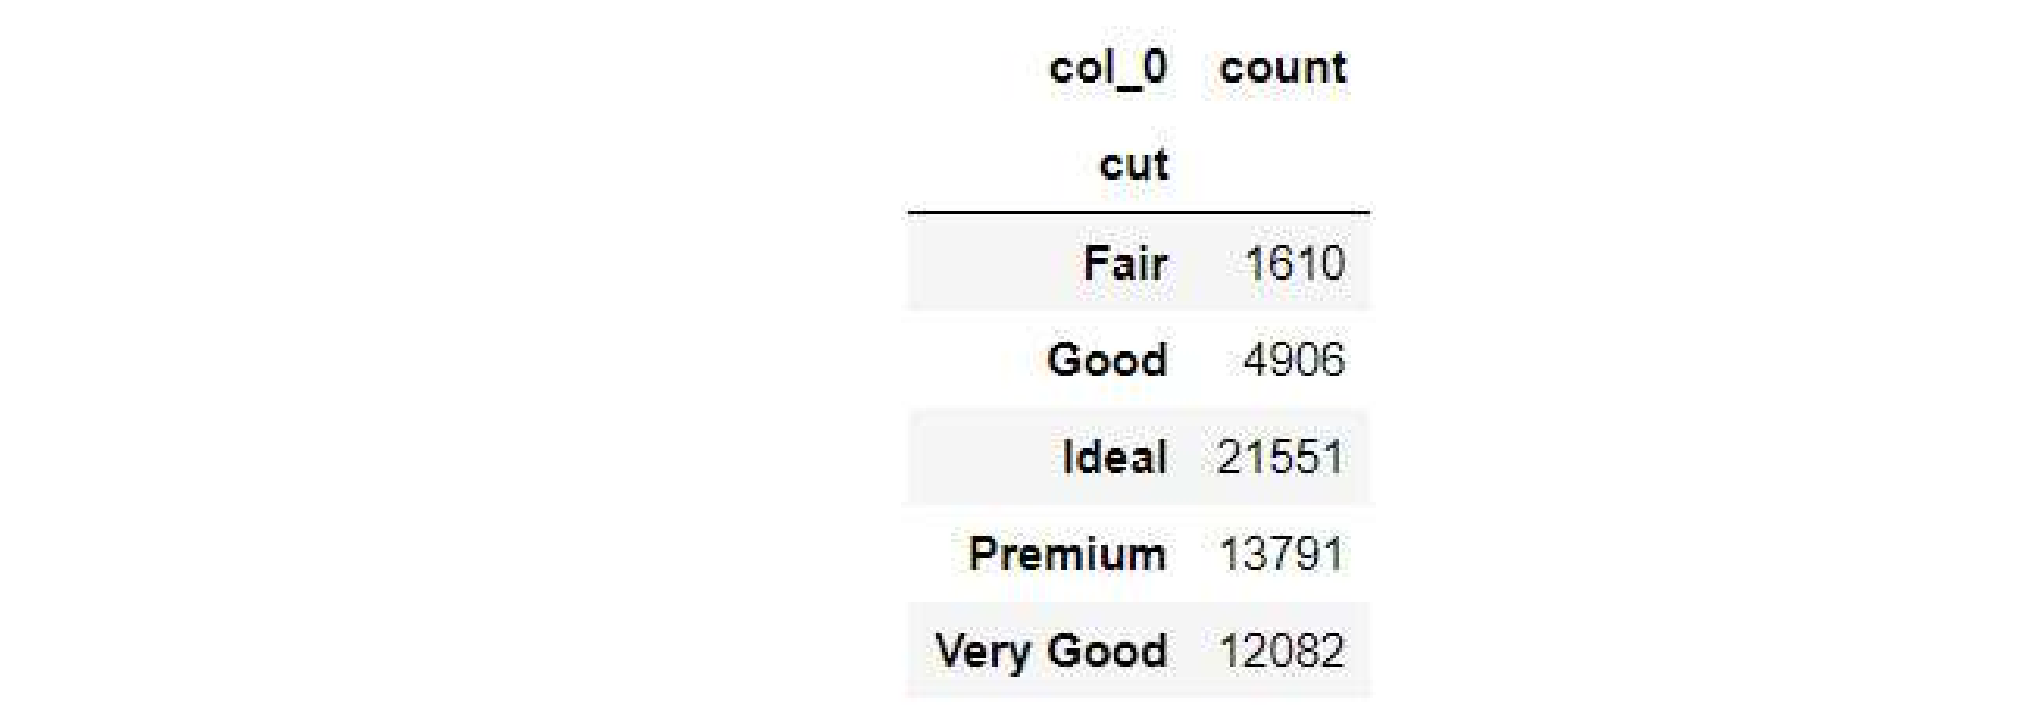 col_0 count
cut
Fair 1610
Good 4906
Ideal 21551
Premium 13791
Very Good 12082